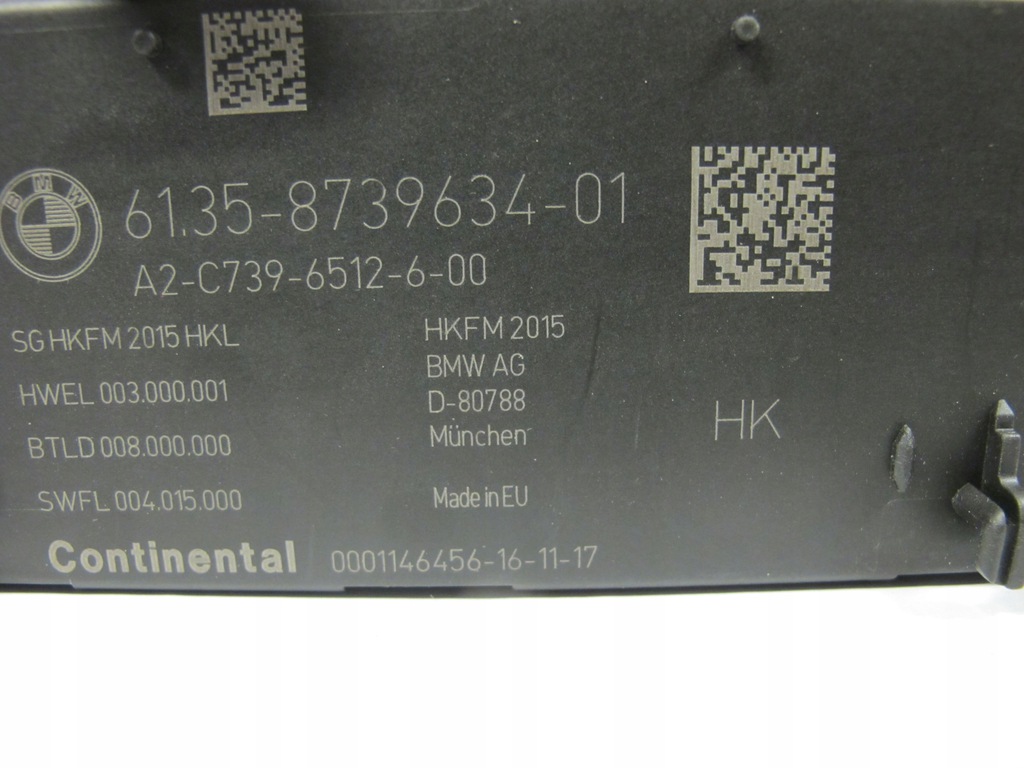 BMW
61.35-8739634-01
A2-C739-6512-6-00
SG HKFM 2015 HKL
HWEL 003.000.001
BTLD 008.000.000
SWFL 004.015.000
HKFM 2015
BMW AG
D-80788
München
Made in EU
HK
Continental 0001146456-16-11-17